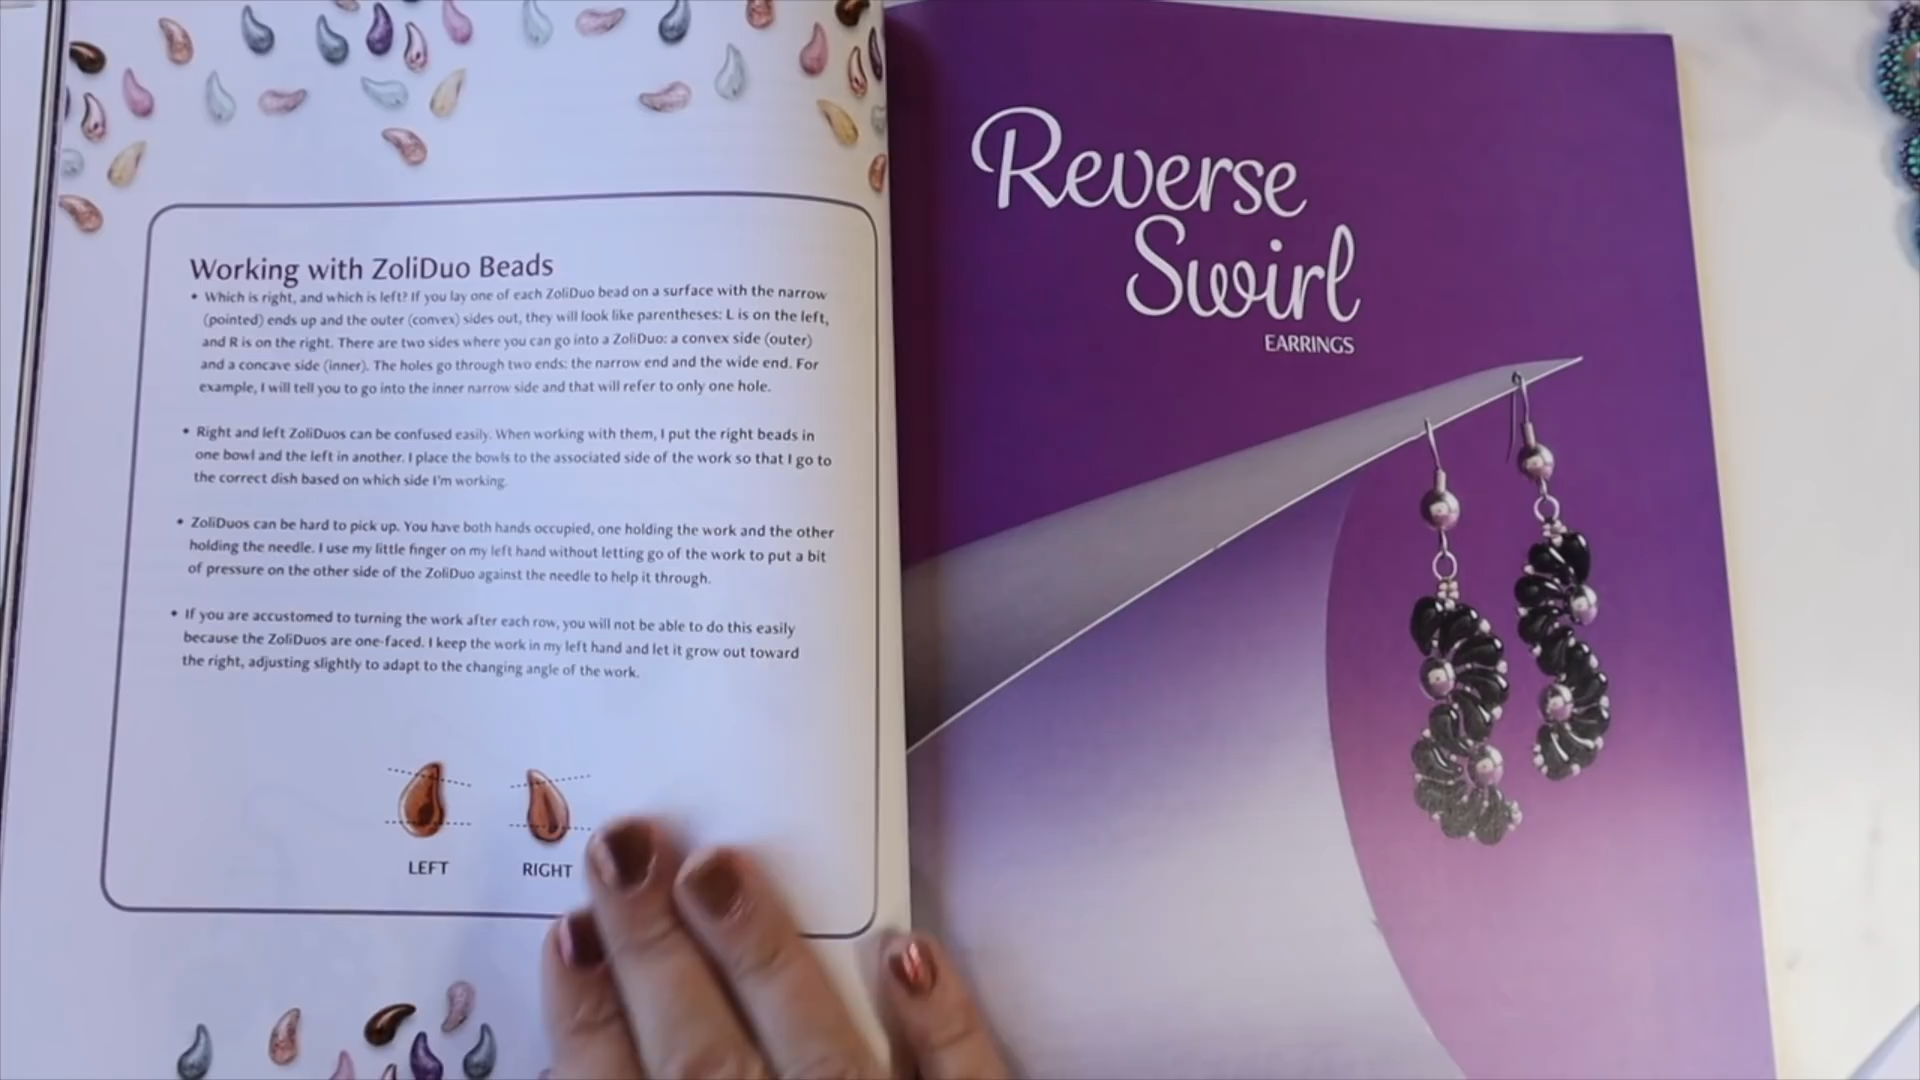 Working with ZoliDuo Beads
• Which is right, and which is left? If you lay one of each ZoliDuo bead on a surface with the narrow
(pointed) ends up and the outer (convex) sides out, they will look like parentheses: L is on the left,
and R is on the right. There are two sides where you can go into a ZoliDuo: a convex side (outer)
and a concave side (inner). The holes go through two ends: the narrow end and the wide end. For
example, I will tell you to go into the inner narrow side and that will refer to only one hole.
• Right and left ZoliDuos can be confused easily. When working with them, I put the right beads in
one bowl and the left in another. I place the bowls to the associated side of the work so that I go to
the correct dish based on which side I'm working.
• ZoliDuos can be hard to pick up. You have both hands occupied, one holding the work and the other
holding the needle. I use my little finger on my left hand without letting go of the work to put a bit
of pressure on the other side of the ZoliDuo against the needle to help it through.
• If you are accustomed to turning the work after each row, you will not be able to do this easily
because the ZoliDuos are one-faced. I keep the work in my left hand and let it grow out toward
the right, adjusting slightly to adapt to the changing angle of the work.
LEFT
RIGHT
Reverse
Swirl
EARRINGS